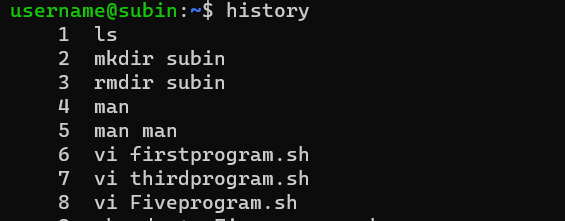 username@subin:~$ history
1 ls
2 mkdir subin
3 rmdir subin
4 man
5 man man
6 vi firstprogram.sh
7 vi thirdprogram.sh
8 vi Fiveprogram.sh